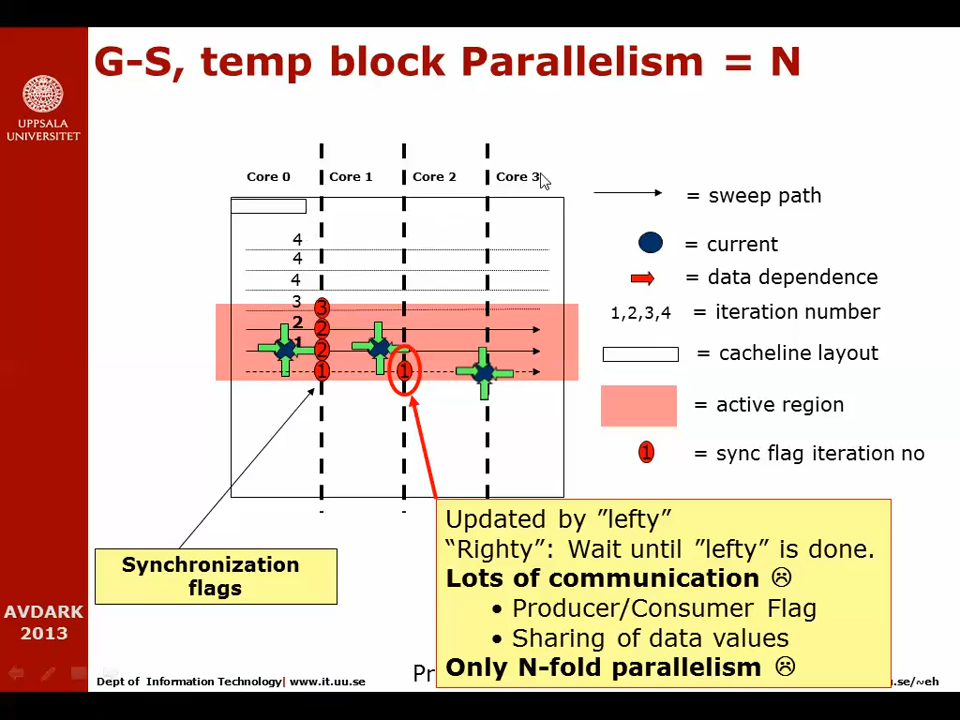 G-S, temp block Parallelism = N
UPPSALA
UNIVERSITET
Core 0 Core 1 Core 2 Core 3
= sweep path
= current
= data dependence
1,2,3,4 = iteration number
= cacheline layout
= active region
1 = sync flag iteration no
4
4
4
3 3
2 2
1 2
1 1
Synchronization
flags
Updated by ”lefty”
“Righty”: Wait until ”lefty” is done.
Lots of communication ☹
• Producer/Consumer Flag
• Sharing of data values
Only N-fold parallelism ☹
AVDARK
2013
Dept of Information Technology| www.it.uu.se